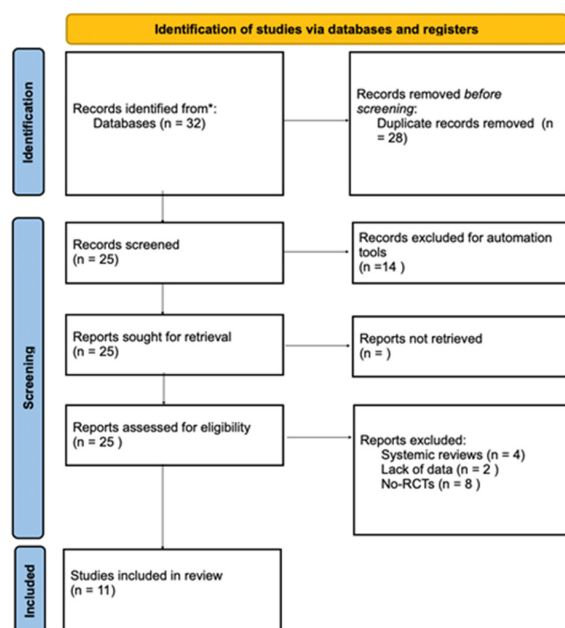 Identification of studies via databases and registers
Identification
Records identified from*:
Databases (n = 32)
Records removed before
screening:
Duplicate records removed (n
= 28)
Screening
Records screened
(n = 25)
Records excluded for automation
tools
(n =14 )
Reports sought for retrieval
(n = 25)
Reports not retrieved
(n = )
Reports assessed for eligibility
(n = 25 )
Reports excluded:
Systemic reviews (n = 4)
Lack of data (n = 2 )
No-RCTs (n = 8 )
Included
Studies included in review
(n = 11)